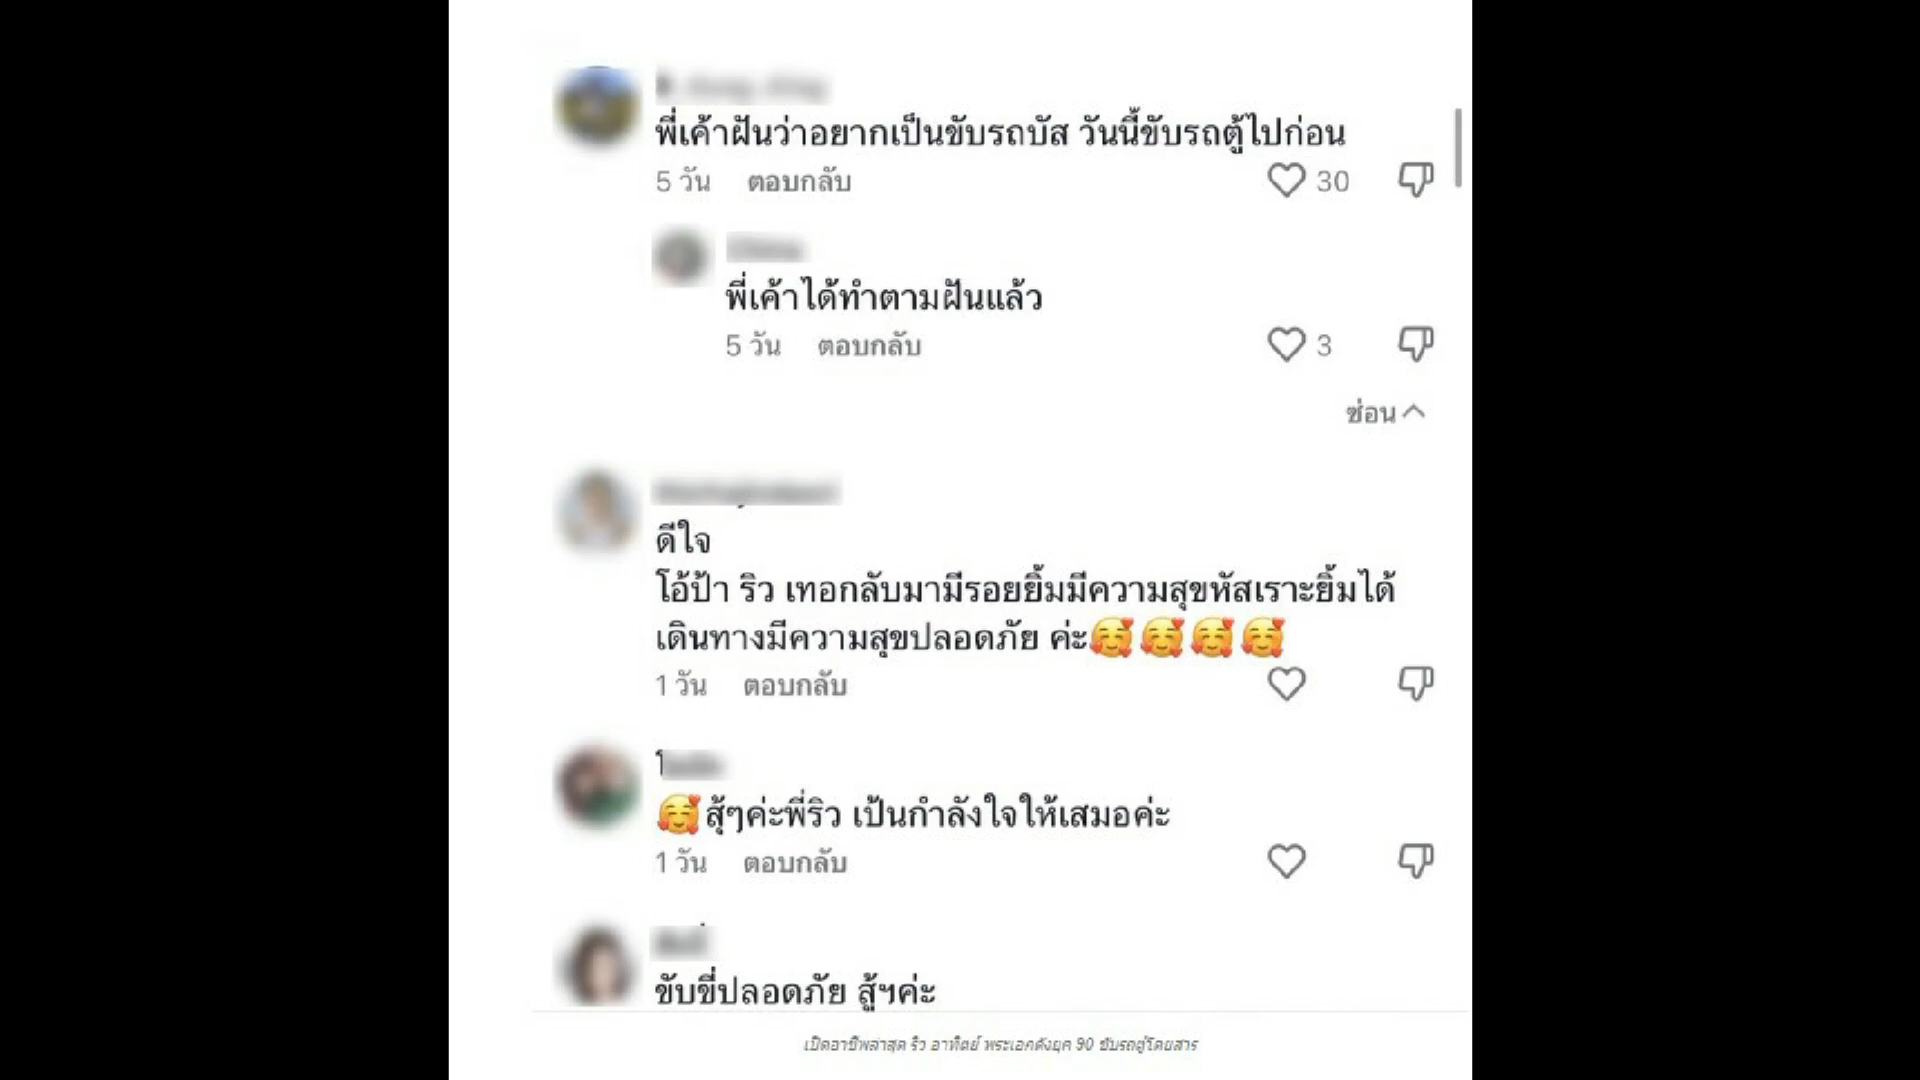 พี่เค้าฝันว่าอยากเป็นขับรถบัส วันนี้ขับรถตู้ไปก่อน
5 วัน ตอบกลับ 30
พี่เค้าได้ทำตามฝันแล้ว
5 วัน ตอบกลับ 3
ซ่อน
ดีใจ
โอ้ป้า ริว เทอกลับมามีรอยยิ้มมีความสุขหัสเราะยิ้มได้
เดินทางมีความสุขปลอดภัย ค่ะ🥰🥰🥰🥰
1 วัน ตอบกลับ
🥰สุ้ๆค่ะพี่ริว เป้นกำลังใจให้เสมอค่ะ
1 วัน ตอบกลับ
ขับขี่ปลอดภัย สู้ฯค่ะ
เปิดอาชีพล่าสุด ริว อาทิตย์ พระเอกดังยุค 90 ขับรถตู้โดยสาร